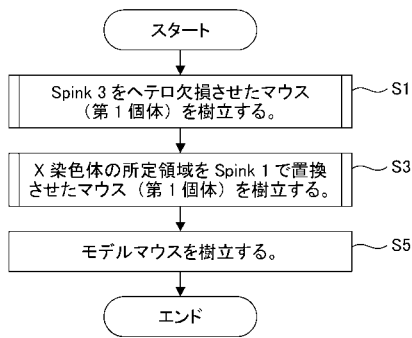 スタート
Spink 3 をヘテロ欠損させたマウス
（第 1 個体）を樹立する。
S1
X 染色体の所定領域を Spink 1 で置換
させたマウス（第 1 個体）を樹立する。
S3
モデルマウスを樹立する。
S5
エンド